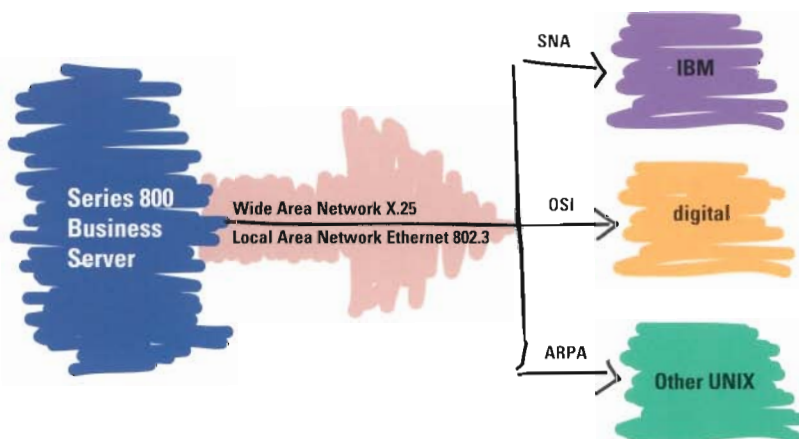 SNA
IBM
Series 800
Business
Server
Wide Area Network X.25
Local Area Network Ethernet 802.3
OSI
digital
ARPA
Other UNIX